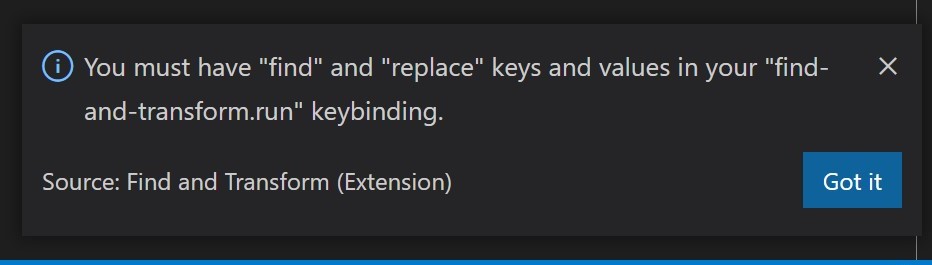 You must have "find" and "replace" keys and values in your "find-
and-transform.run" keybinding.
Source: Find and Transform (Extension)
Got it